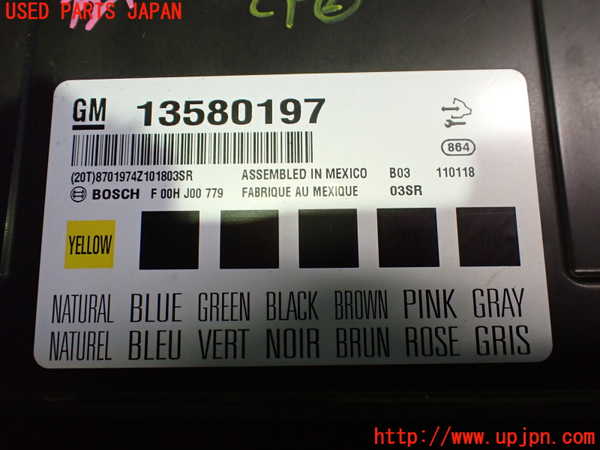 USED PARTS JAPAN
GM 13580197
864
(20T)8701974Z101803SR ASSEMBLED IN MEXICO B03 110118
BOSCH F 00H J00 779 FABRIQUE AU MEXIQUE 03SR
YELLOW
NATURAL BLUE GREEN BLACK BROWN PINK GRAY
NATUREL BLEU VERT NOIR BRUN ROSE GRIS
http://www.upjpn.com/